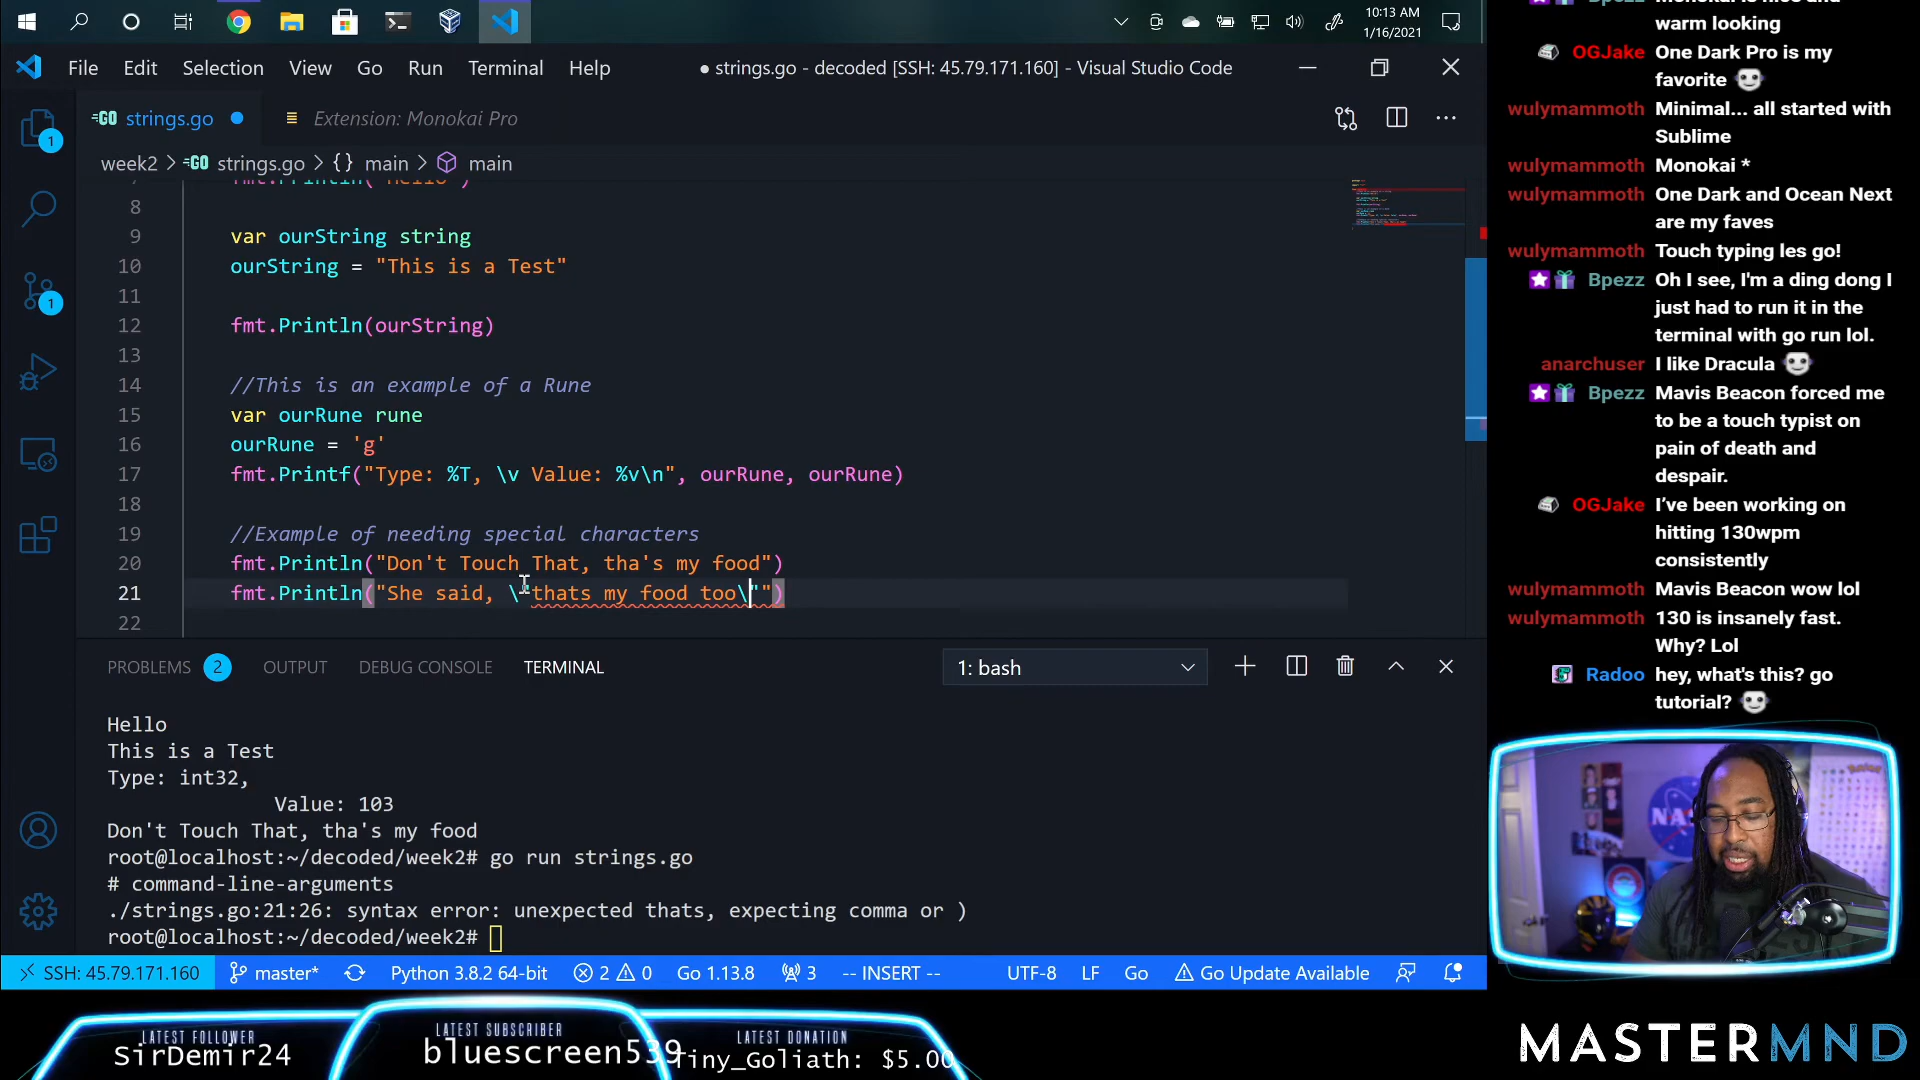 10:13 AM
1/16/2021
File Edit Selection View Go Run Terminal Help
● strings.go - decoded [SSH: 45.79.171.160] - Visual Studio Code
GO strings.go ● Extension: Monokai Pro
week2 > GO strings.go > {} main > main
8
9 var ourString string
10 ourString = "This is a Test"
11
12 fmt.Println(ourString)
13
14 //This is an example of a Rune
15 var ourRune rune
16 ourRune = 'g'
17 fmt.Printf("Type: %T, \v Value: %v\n", ourRune, ourRune)
18
19 //Example of needing special characters
20 fmt.Println("Don't Touch That, tha's my food")
21 fmt.Println("She said, \"thats my food too\"")
22
PROBLEMS 2 OUTPUT DEBUG CONSOLE TERMINAL 1: bash
Hello
This is a Test
Type: int32,
Value: 103
Don't Touch That, tha's my food
root@localhost:~/decoded/week2# go run strings.go
# command-line-arguments
./strings.go:21:26: syntax error: unexpected thats, expecting comma or )
root@localhost:~/decoded/week2#
SSH: 45.79.171.160 master* Python 3.8.2 64-bit 2 0 Go 1.13.8 3 -- INSERT -- UTF-8 LF Go Go Update Available
1
1
warm looking
OGJake One Dark Pro is my
favorite
wulymammoth Minimal... all started with
Sublime
wulymammoth Monokai *
wulymammoth One Dark and Ocean Next
are my faves
wulymammoth Touch typing les go!
Bpezz Oh I see, I'm a ding dong I
just had to run it in the
terminal with go run lol.
anarchuser I like Dracula
Bpezz Mavis Beacon forced me
to be a touch typist on
pain of death and
despair.
OGJake I've been working on
hitting 130wpm
consistently
wulymammoth Mavis Beacon wow lol
wulymammoth 130 is insanely fast.
Why? Lol
Radoo hey, what's this? go
tutorial?
NASA
LATEST FOLLOWER
SirDemir24
LATEST SUBSCRIBER
bluescreen539
LATEST DONATION
Tiny_Goliath: $5.00
MASTERMND